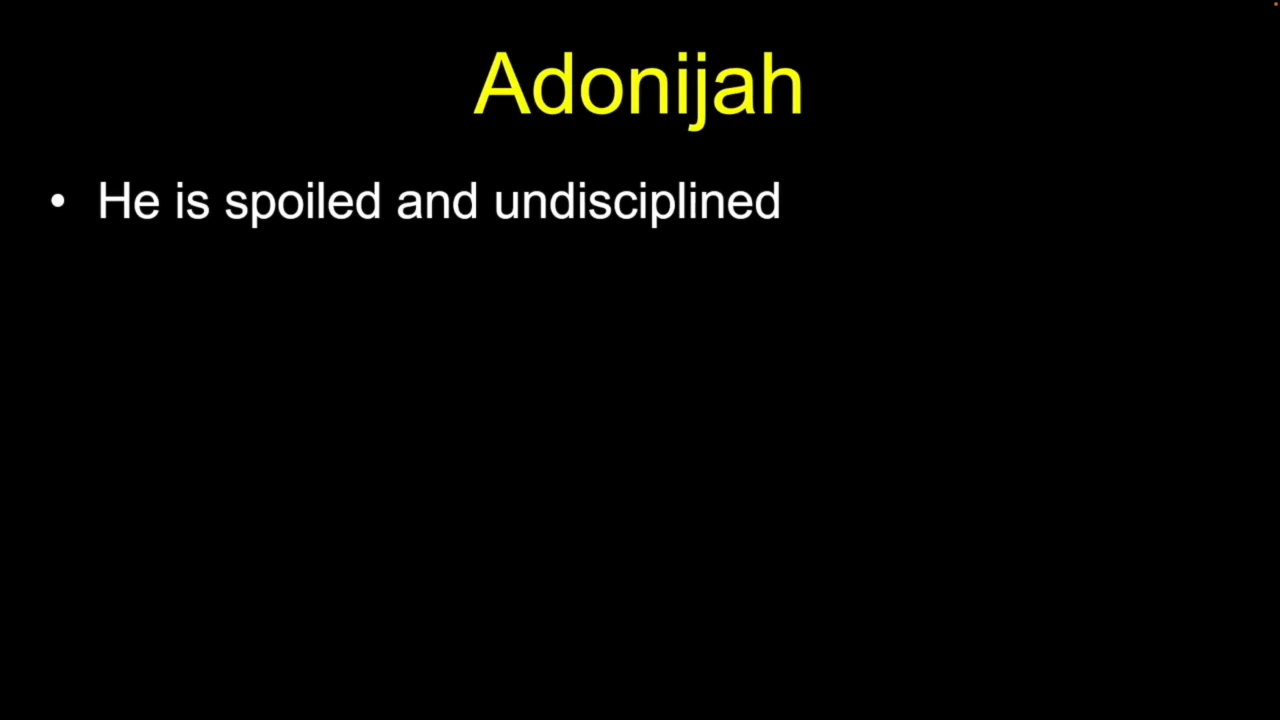 Adonijah
• He is spoiled and undisciplined